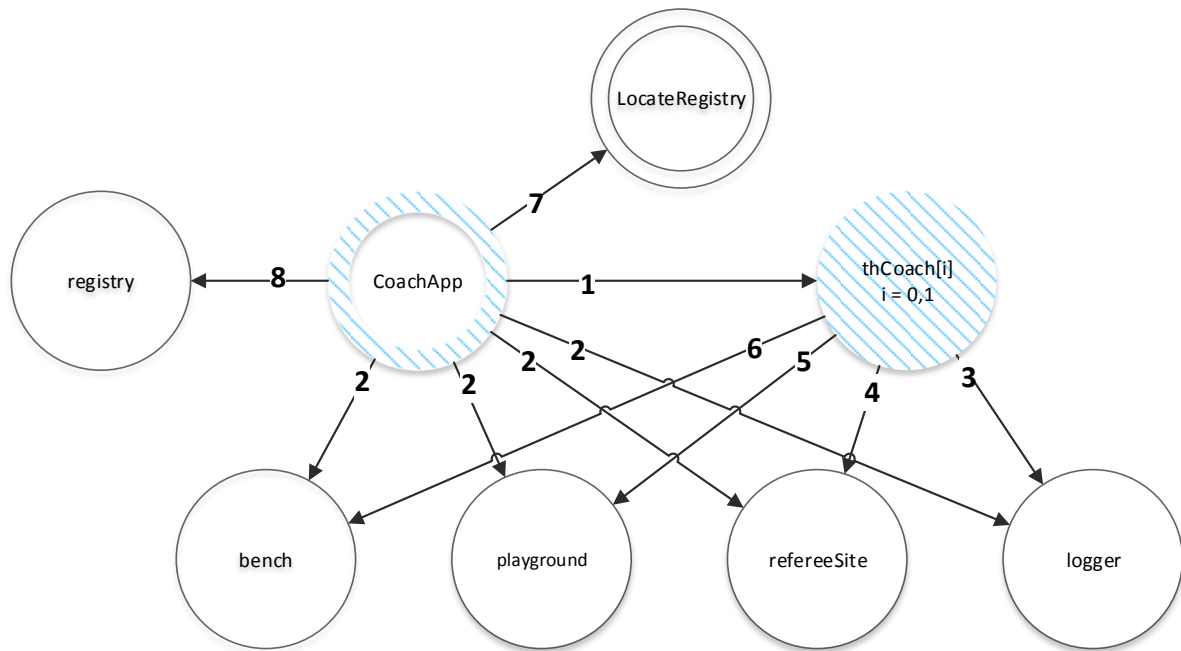 LocateRegistry
7
registry
8
CoachApp
1
thCoach[i]
i = 0,1
2
2
2
2
6
5
4
3
bench
playground
refereeSite
logger